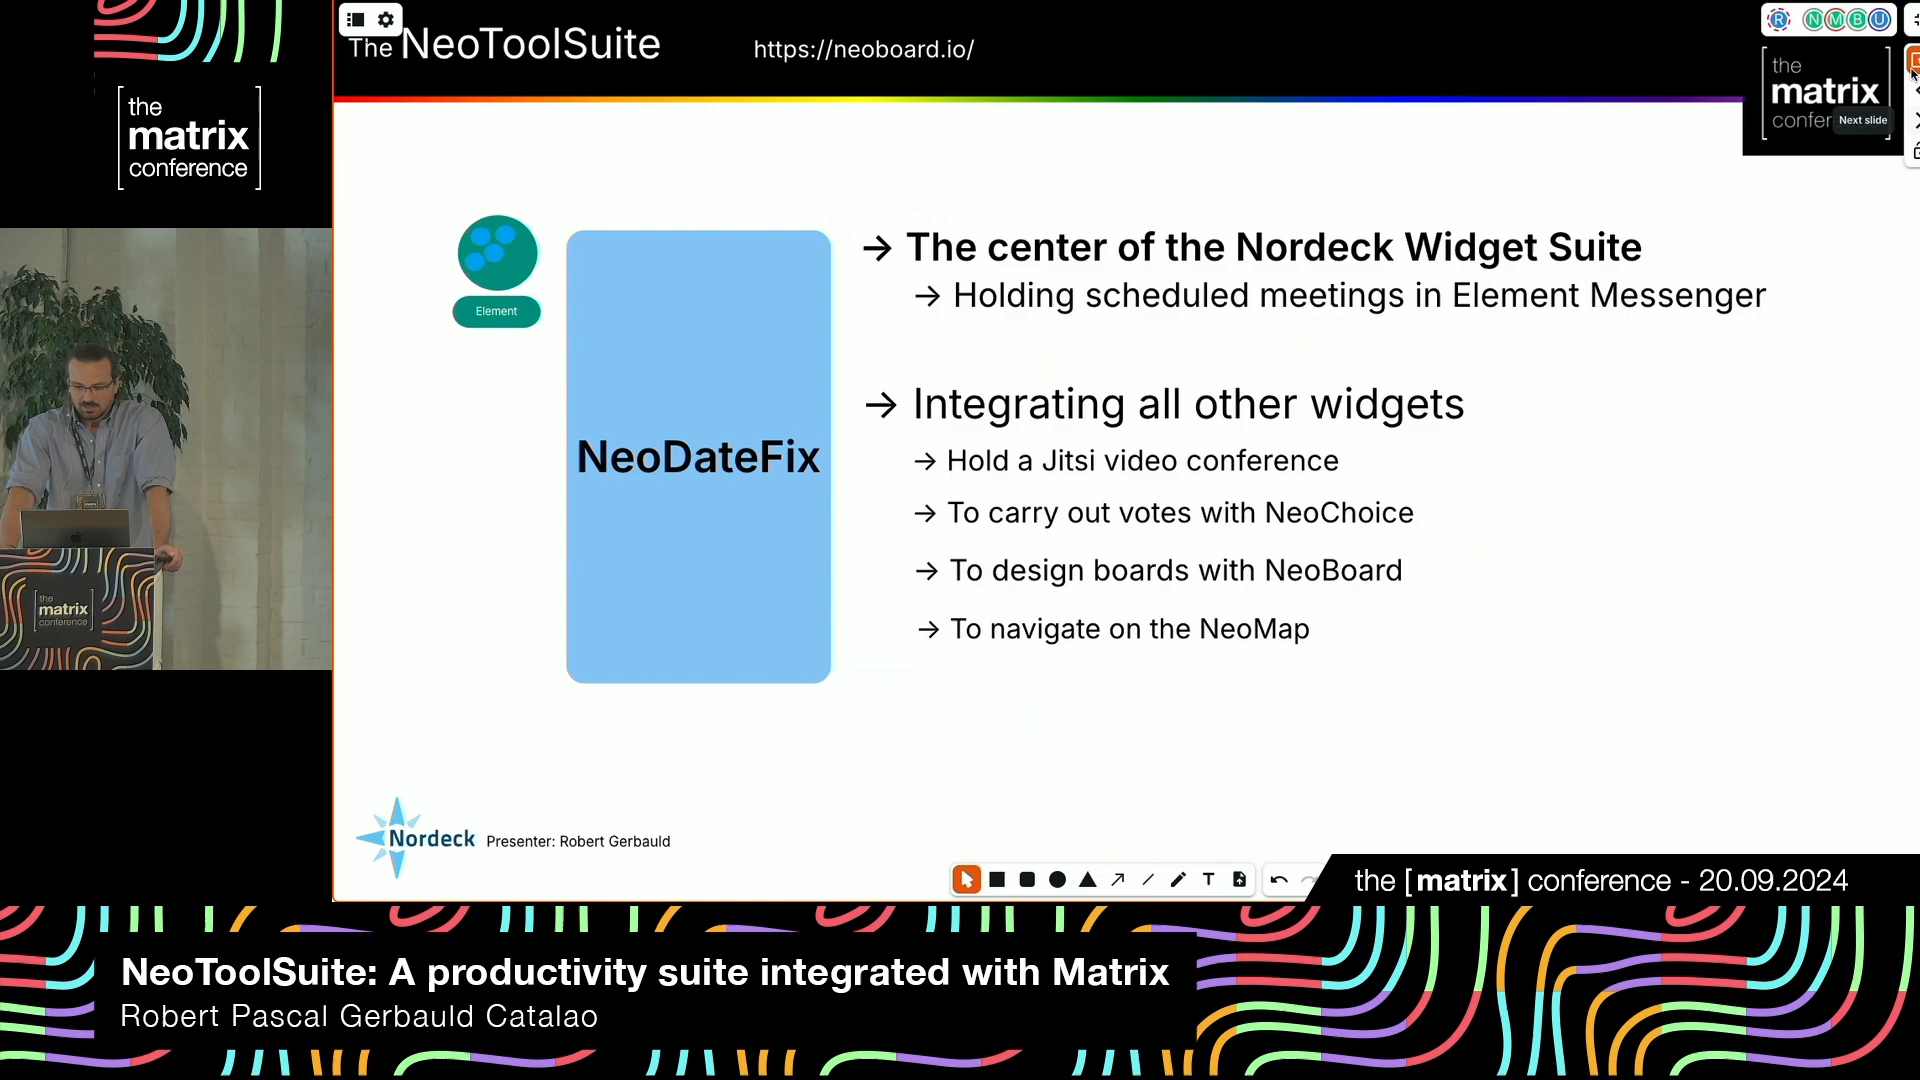 the
matrix
conference
The NeoToolSuite
https://neoboard.io/
R N M B U
the
matrix
Next slide
Element
NeoDateFix
→ The center of the Nordeck Widget Suite
→ Holding scheduled meetings in Element Messenger
→ Integrating all other widgets
→ Hold a Jitsi video conference
→ To carry out votes with NeoChoice
→ To design boards with NeoBoard
→ To navigate on the NeoMap
Nordeck
Presenter: Robert Gerbauld
T
the
matrix
conference
the [matrix] conference - 20.09.2024
NeoToolSuite: A productivity suite integrated with Matrix
Robert Pascal Gerbauld Catalao